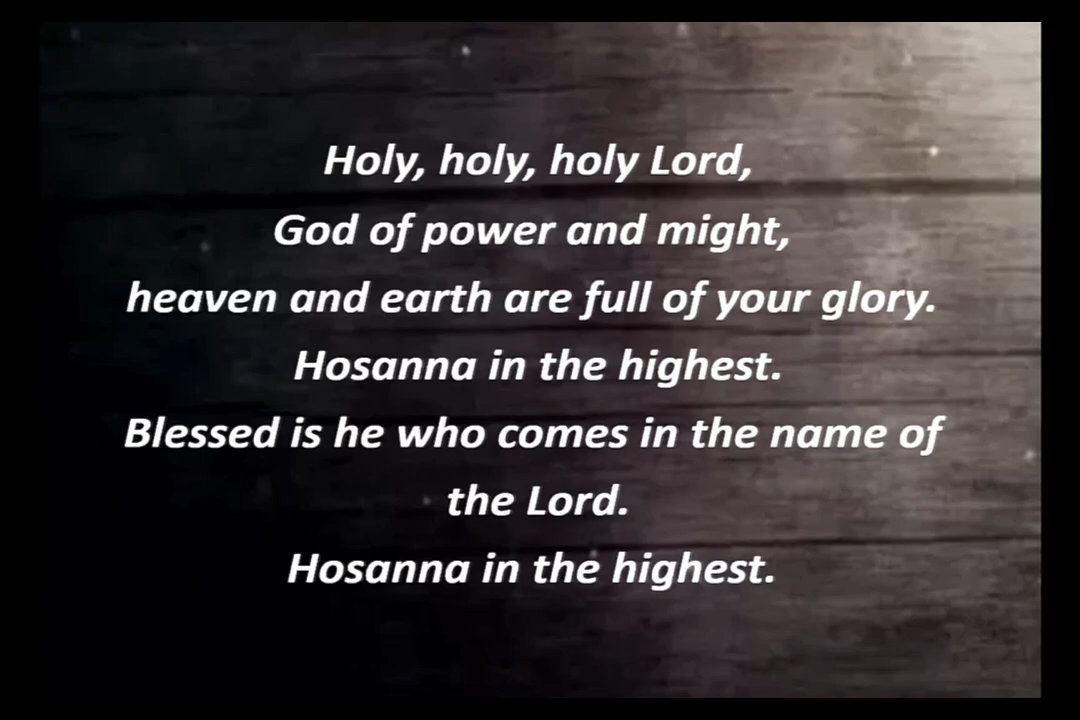 Holy, holy, holy Lord,
God of power and might,
heaven and earth are full of your glory.
Hosanna in the highest.
Blessed is he who comes in the name of
the Lord.
Hosanna in the highest.